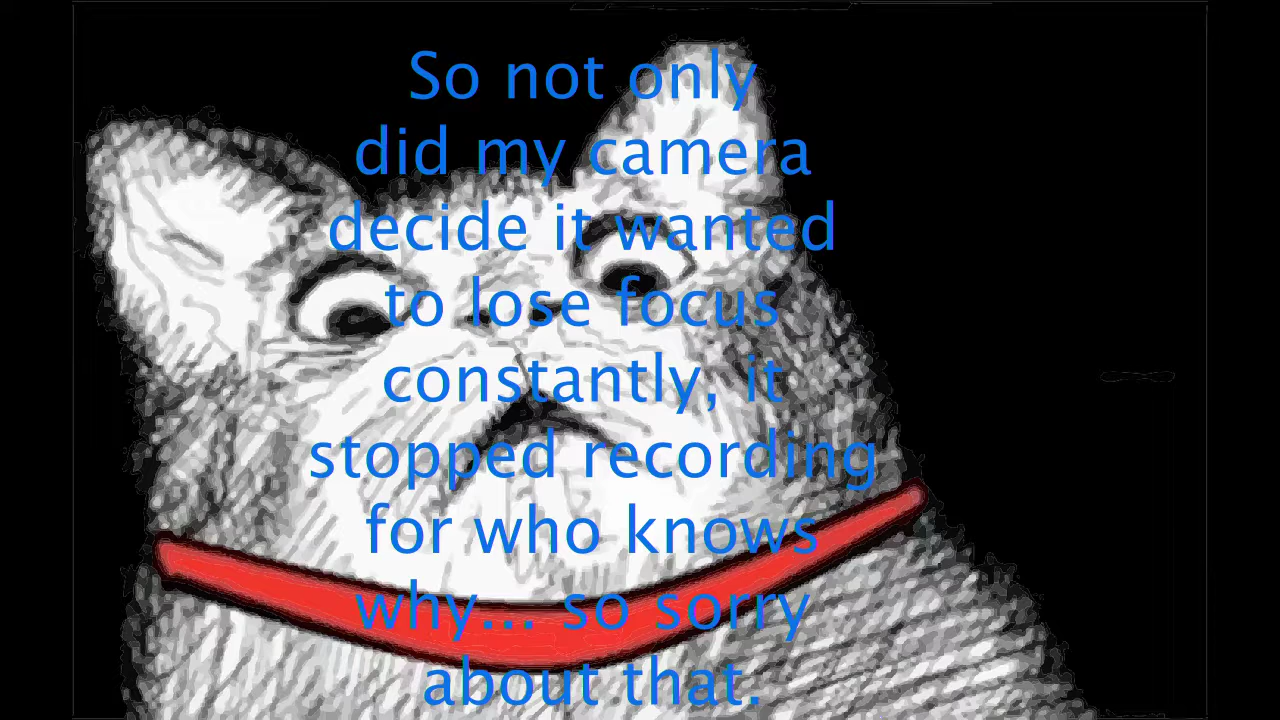 So not only
did my camera
decide it wanted
to lose focus
constantly, it
stopped recording
for who knows
why... so sorry
about that.